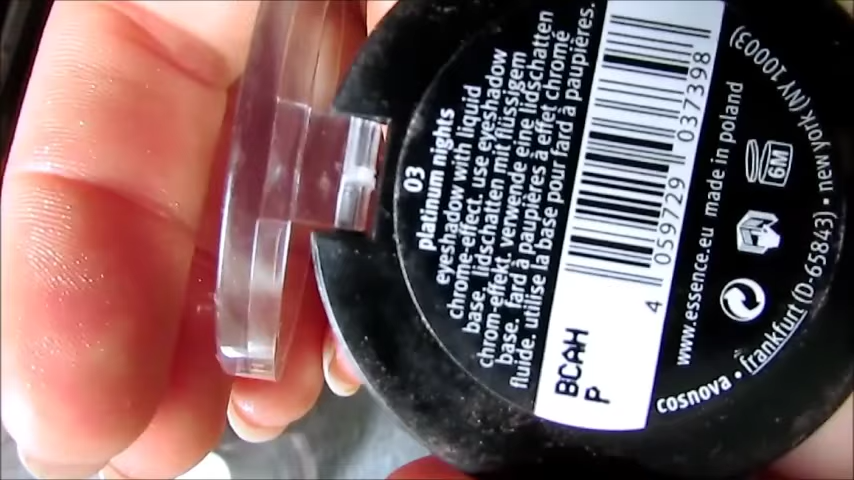 03
platinum nights
eyeshadow with liquid
chrome-effect. use eyeshadow
base. lidschatten mit flüssigem
chrom-effekt. verwende eine lidschatten
base. fard à paupières à effet chromé
fluide. utilise la base pour fard à paupières.
BCAH
P
4 059729 037398
www.essence.eu made in poland
6M
cosnova • frankfurt (D-65843) • new york (NY 10003)